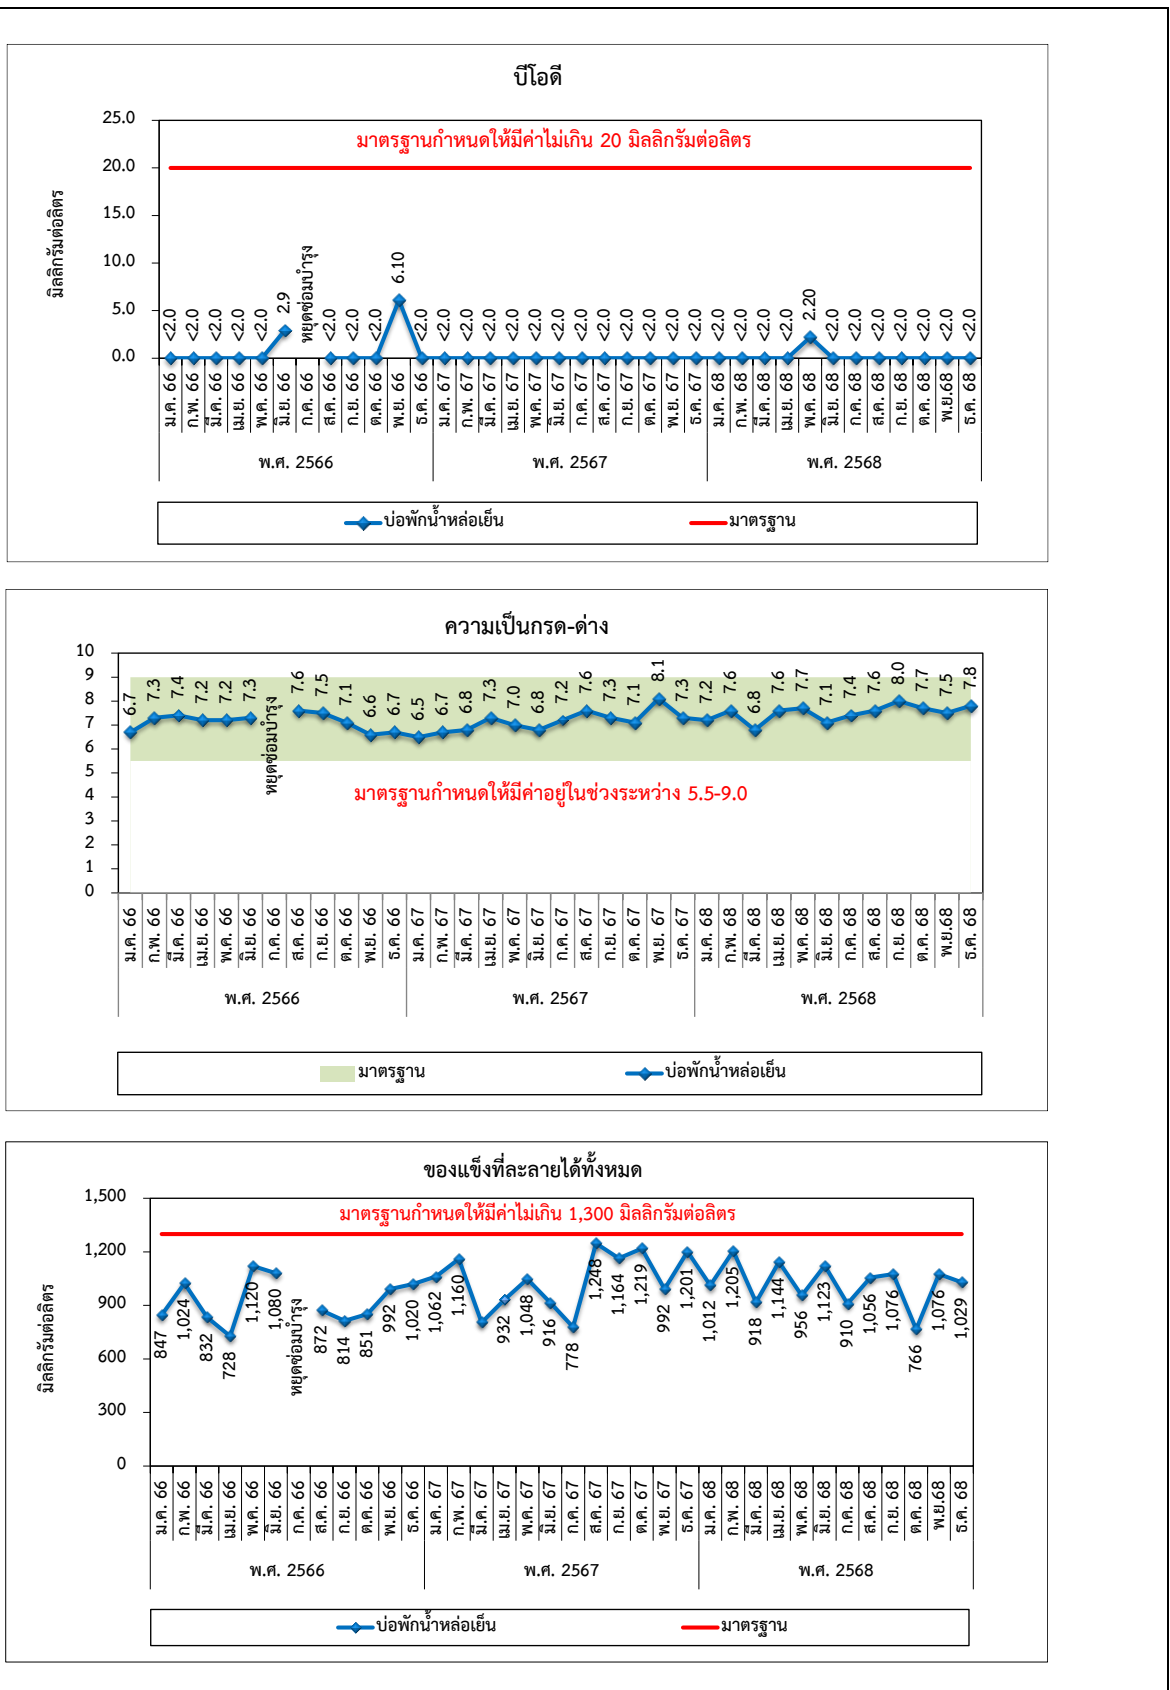 บีโอดี
25.0
20.0
15.0
10.0
5.0
0.0
มิลลิกรัมต่อลิตร
มาตรฐานกำหนดให้มีค่าไม่เกิน 20 มิลลิกรัมต่อลิตร
<2.0 <2.0 <2.0 <2.0 <2.0 2.9 หยุดซ่อมบำรุง <2.0 <2.0 <2.0 6.10 <2.0 <2.0 <2.0 <2.0 <2.0 <2.0 <2.0 <2.0 <2.0 <2.0 <2.0 <2.0 <2.0 <2.0 <2.0 <2.0 <2.0 2.20 <2.0 <2.0 <2.0 <2.0 <2.0 <2.0 <2.0
ม.ค. 66 ก.พ. 66 มี.ค. 66 เม.ย. 66 พ.ค. 66 มิ.ย. 66 ก.ค. 66 ส.ค. 66 ก.ย. 66 ต.ค. 66 พ.ย. 66 ธ.ค. 66 ม.ค. 67 ก.พ. 67 มี.ค. 67 เม.ย. 67 พ.ค. 67 มิ.ย. 67 ก.ค. 67 ส.ค. 67 ก.ย. 67 ต.ค. 67 พ.ย. 67 ธ.ค. 67 ม.ค. 68 ก.พ. 68 มี.ค. 68 เม.ย. 68 พ.ค. 68 มิ.ย. 68 ก.ค. 68 ส.ค. 68 ก.ย. 68 ต.ค. 68 พ.ย.68 ธ.ค. 68
พ.ศ. 2566 พ.ศ. 2567 พ.ศ. 2568
บ่อพักน้ำหล่อเย็น มาตรฐาน
ความเป็นกรด-ด่าง
10
9
8
7
6
5
4
3
2
1
0
6.7 7.3 7.4 7.2 7.2 7.3 หยุดซ่อมบำรุง 7.6 7.5 7.1 6.6 6.7 6.5 6.7 6.8 7.3 7.0 6.8 7.2 7.6 7.3 7.1 8.1 7.3 7.2 7.6 6.8 7.6 7.7 7.1 7.4 7.6 8.0 7.7 7.5 7.8
มาตรฐานกำหนดให้มีค่าอยู่ในช่วงระหว่าง 5.5-9.0
ม.ค. 66 ก.พ. 66 มี.ค. 66 เม.ย. 66 พ.ค. 66 มิ.ย. 66 ก.ค. 66 ส.ค. 66 ก.ย. 66 ต.ค. 66 พ.ย. 66 ธ.ค. 66 ม.ค. 67 ก.พ. 67 มี.ค. 67 เม.ย. 67 พ.ค. 67 มิ.ย. 67 ก.ค. 67 ส.ค. 67 ก.ย. 67 ต.ค. 67 พ.ย. 67 ธ.ค. 67 ม.ค. 68 ก.พ. 68 มี.ค. 68 เม.ย. 68 พ.ค. 68 มิ.ย. 68 ก.ค. 68 ส.ค. 68 ก.ย. 68 ต.ค. 68 พ.ย.68 ธ.ค. 68
พ.ศ. 2566 พ.ศ. 2567 พ.ศ. 2568
มาตรฐาน บ่อพักน้ำหล่อเย็น
ของแข็งที่ละลายได้ทั้งหมด
1,500
1,200
900
600
300
0
มิลลิกรัมต่อลิตร
มาตรฐานกำหนดให้มีค่าไม่เกิน 1,300 มิลลิกรัมต่อลิตร
847 1,024 832 728 1,120 1,080 หยุดซ่อมบำรุง 872 814 851 992 1,020 1,062 1,160 932 1,048 916 778 1,248 1,164 1,219 992 1,201 1,012 1,205 918 1,144 956 1,123 910 1,056 1,076 766 1,076 1,029
ม.ค. 66 ก.พ. 66 มี.ค. 66 เม.ย. 66 พ.ค. 66 มิ.ย. 66 ก.ค. 66 ส.ค. 66 ก.ย. 66 ต.ค. 66 พ.ย. 66 ธ.ค. 66 ม.ค. 67 ก.พ. 67 มี.ค. 67 เม.ย. 67 พ.ค. 67 มิ.ย. 67 ก.ค. 67 ส.ค. 67 ก.ย. 67 ต.ค. 67 พ.ย. 67 ธ.ค. 67 ม.ค. 68 ก.พ. 68 มี.ค. 68 เม.ย. 68 พ.ค. 68 มิ.ย. 68 ก.ค. 68 ส.ค. 68 ก.ย. 68 ต.ค. 68 พ.ย.68 ธ.ค. 68
พ.ศ. 2566 พ.ศ. 2567 พ.ศ. 2568
บ่อพักน้ำหล่อเย็น มาตรฐาน